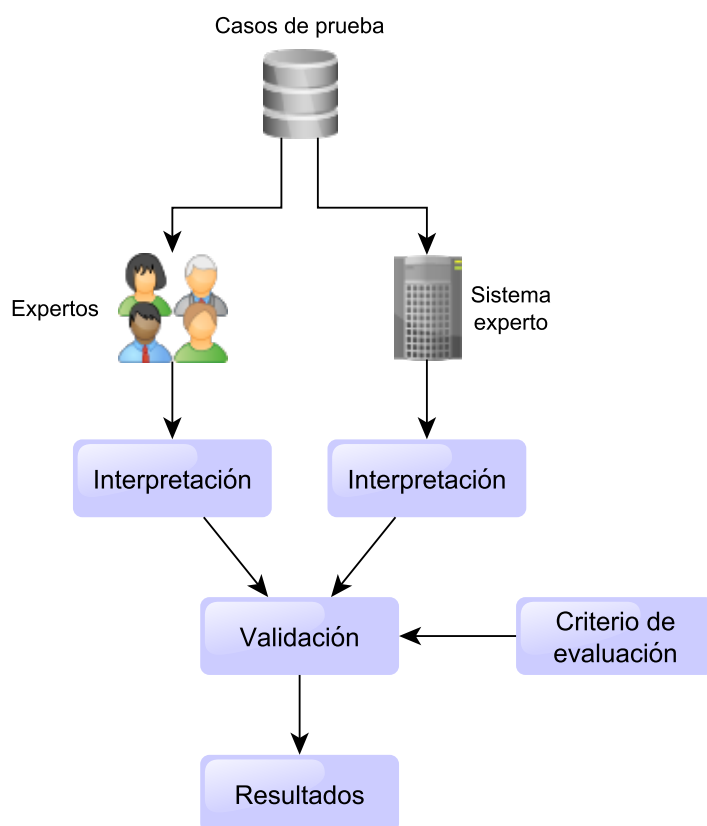 Casos de prueba
Expertos
Sistema
experto
Interpretación
Interpretación
Validación
Criterio de
evaluación
Resultados